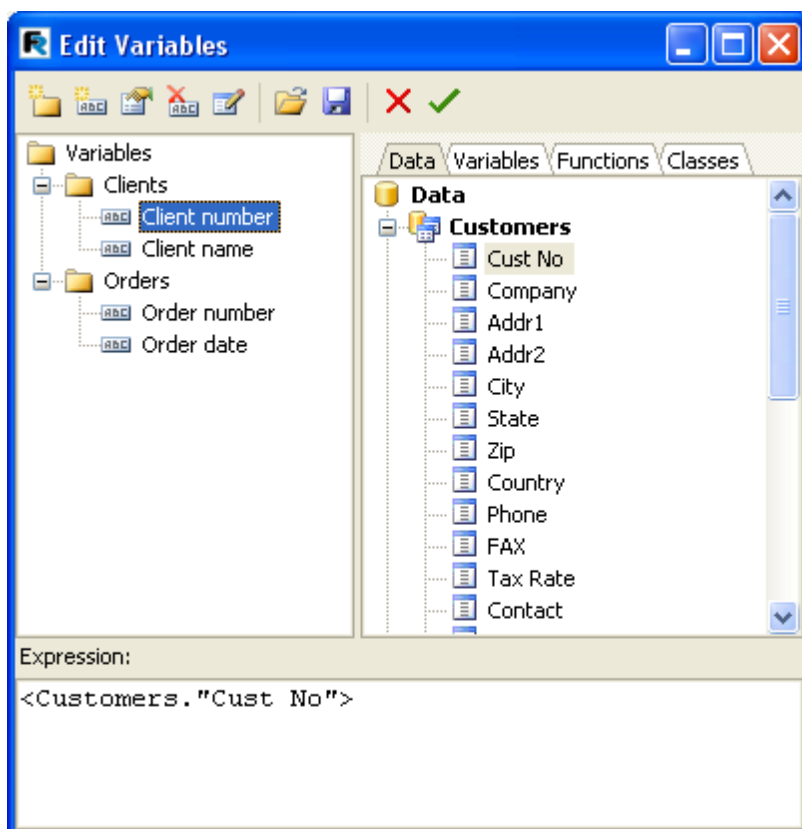 Edit Variables
Variables
Clients
Client number
Client name
Orders
Order number
Order date
Data Variables Functions Classes
Data
Customers
Cust No
Company
Addr1
Addr2
City
State
Zip
Country
Phone
FAX
Tax Rate
Contact
Expression:
<Customers."Cust No">